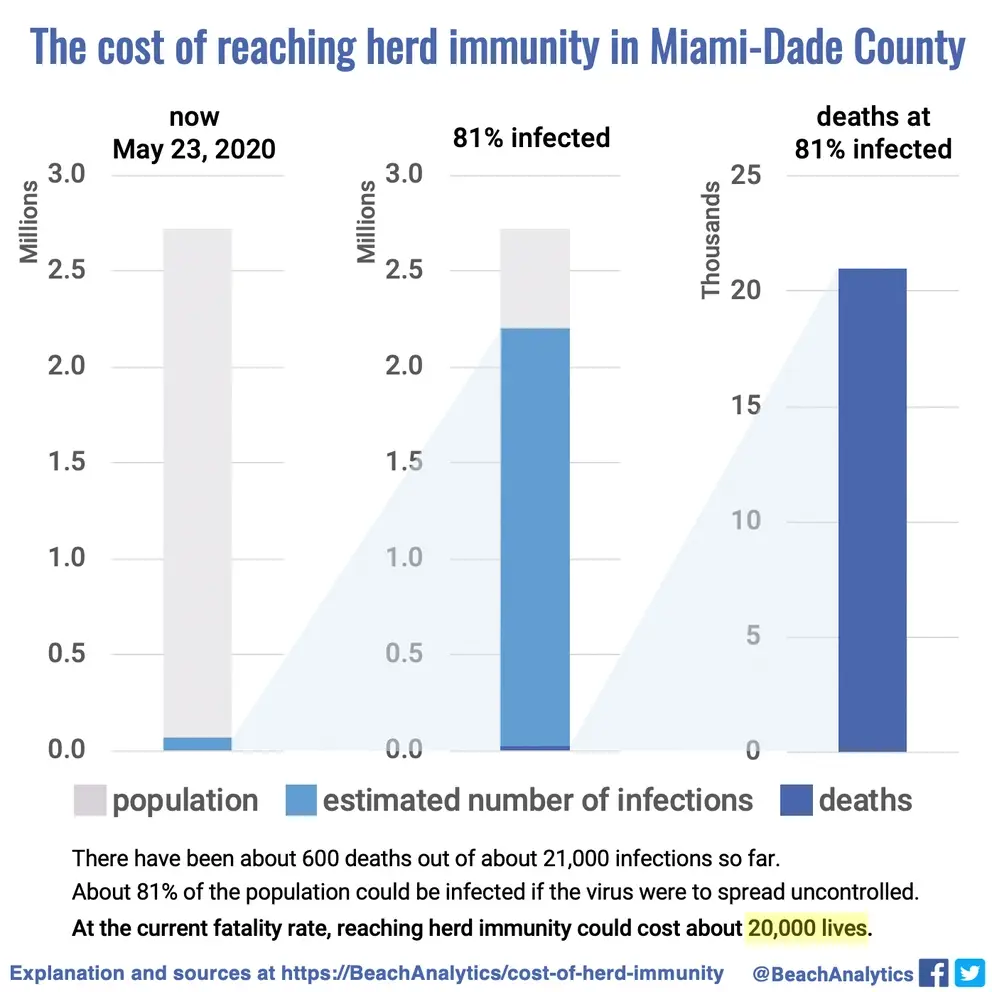 The cost of reaching herd immunity in Miami-Dade County
now
May 23, 2020
81% infected
deaths at
81% infected
Millions
3.0
2.5
2.0
1.5
1.0
0.5
0.0
Millions
3.0
2.5
2.0
1.5
1.0
0.5
0.0
Thousands
25
20
15
10
5
0
population estimated number of infections deaths
There have been about 600 deaths out of about 21,000 infections so far.
About 81% of the population could be infected if the virus were to spread uncontrolled.
At the current fatality rate, reaching herd immunity could cost about 20,000 lives.
Explanation and sources at https://BeachAnalytics/cost-of-herd-immunity @BeachAnalytics